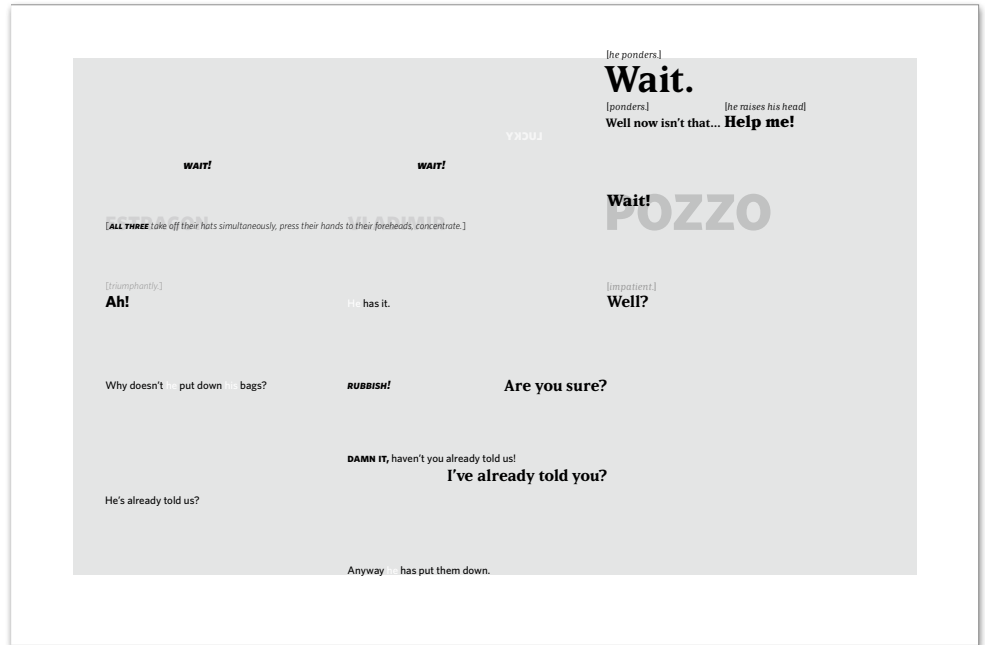 [he ponders.]
Wait.
[ponders.] [he raises his head]
Well now isn't that... Help me!
LUCKY
WAIT! WAIT!
Wait!
ESTRAGON VLADIMIR POZZO
[ALL THREE take off their hats simultaneously, press their hands to their foreheads, concentrate.]
[triumphantly.] [impatient.]
Ah! He has it. Well?
Why doesn't he put down his bags? RUBBISH! Are you sure?
DAMN IT, haven't you already told us!
I've already told you?
He's already told us?
Anyway he has put them down.